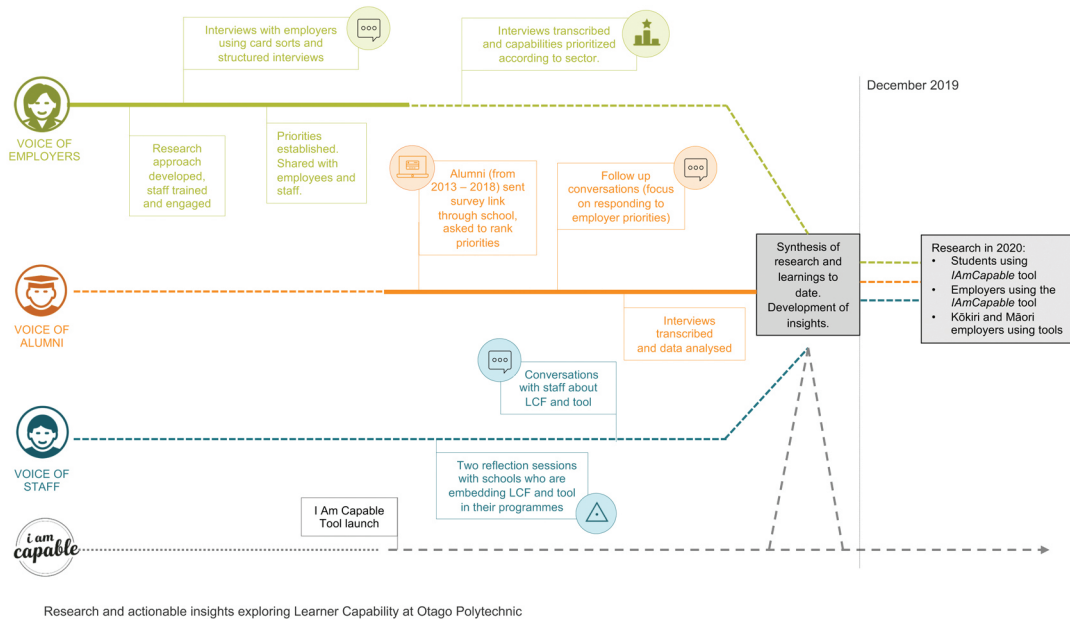 Interviews with employers
using card sorts and
structured interviews
Interviews transcribed
and capabilities prioritized
according to sector.
December 2019
VOICE OF
EMPLOYERS
Research
approach
developed,
staff trained
and engaged
Priorities
established.
Shared with
employees and
staff.
Alumni (from
2013 – 2018) sent
survey link
through school,
asked to rank
priorities
Follow up
conversations (focus
on responding to
employer priorities)
Synthesis of
research and
learnings to
date.
Development of
insights.
Research in 2020:
• Students using
IAmCapable tool
• Employers using the
IAmCapable tool
• Kōkiri and Māori
employers using tools
VOICE OF
ALUMNI
Interviews
transcribed
and data analysed
Conversations
with staff about
LCF and tool
VOICE OF
STAFF
Two reflection sessions
with schools who are
embedding LCF and tool
in their programmes
I Am Capable
Tool launch
i am
capable
Research and actionable insights exploring Learner Capability at Otago Polytechnic